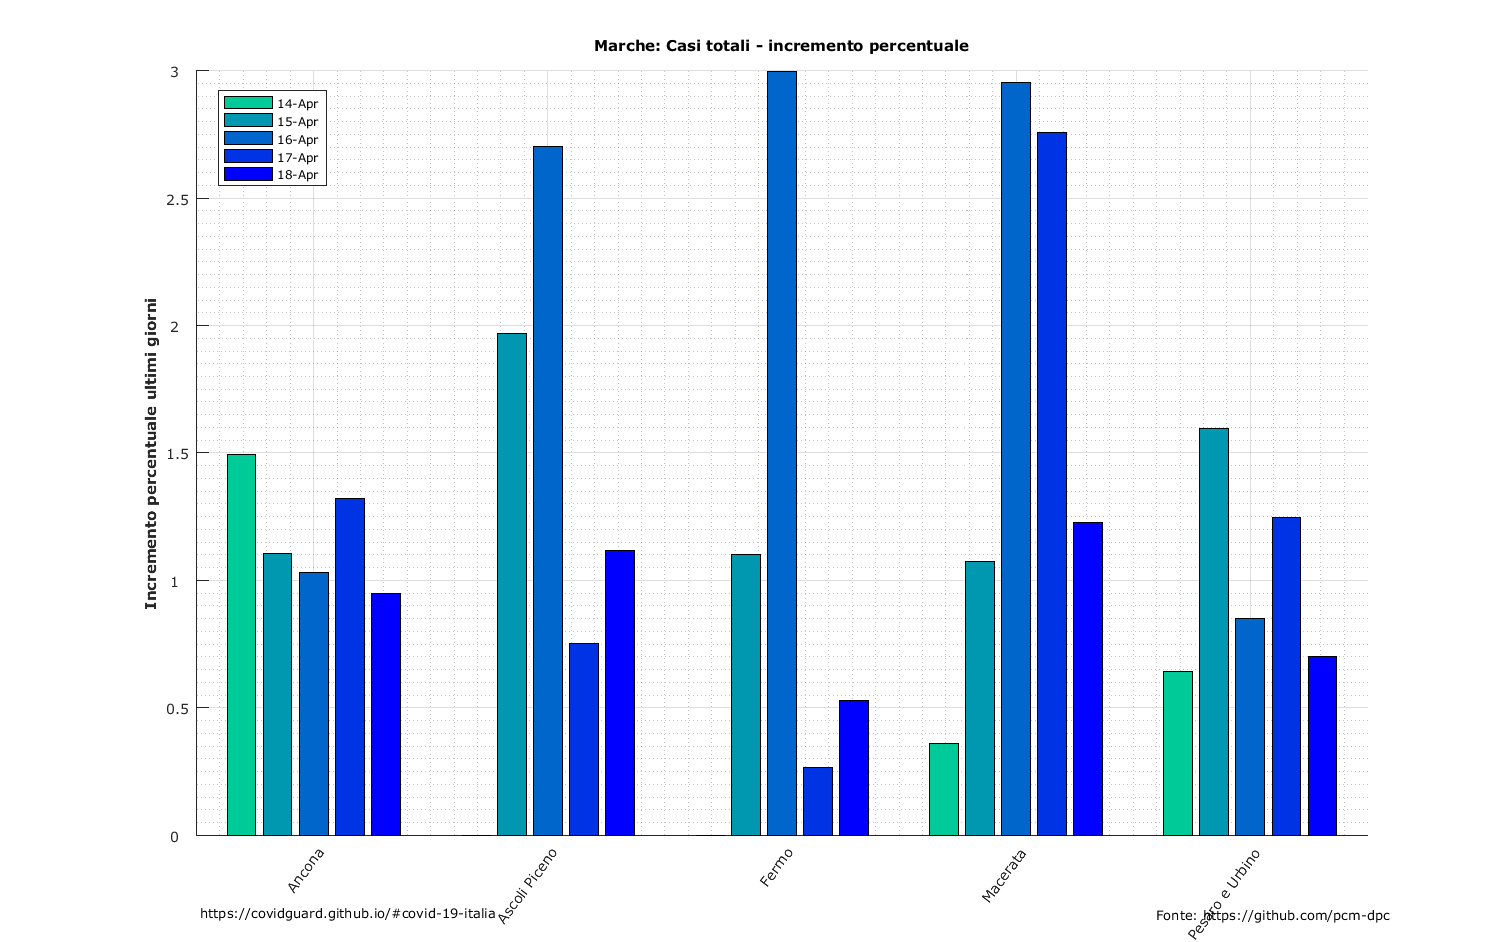 Marche: Casi totali - incremento percentuale
Incremento percentuale ultimi giorni
3
2.5
2
1.5
1
0.5
0
14-Apr
15-Apr
16-Apr
17-Apr
18-Apr
Ancona
Ascoli Piceno
Fermo
Macerata
Pesaro e Urbino
https://covidguard.github.io/#covid-19-italia
Fonte: https://github.com/pcm-dpc